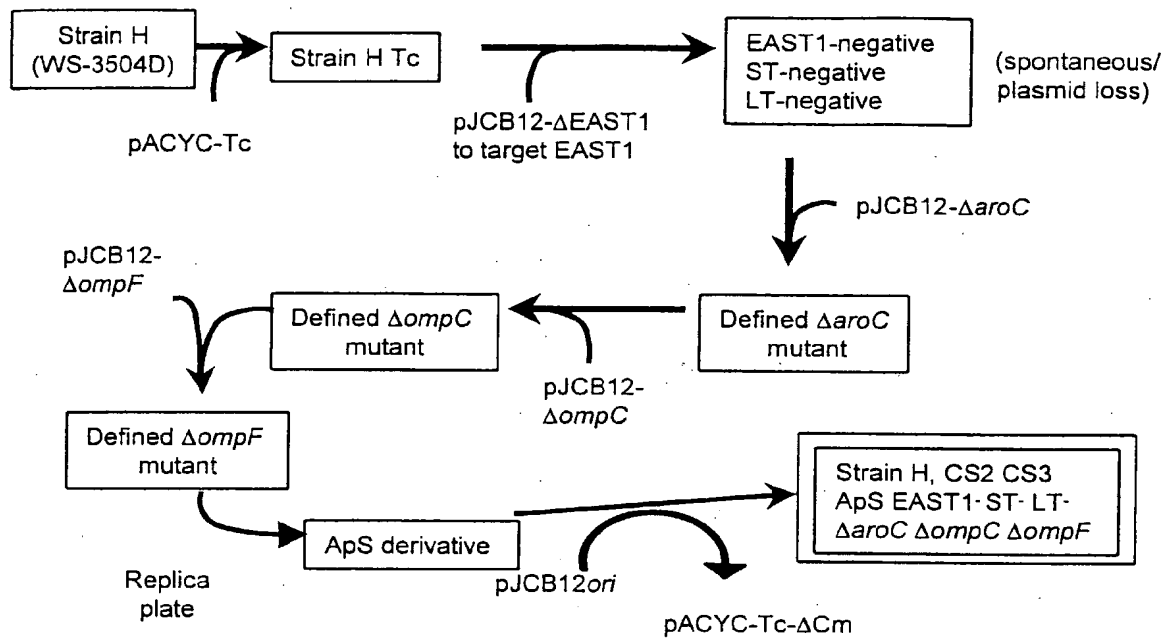 Strain H
(WS-3504D)
pACYC-Tc
Strain H Tc
pJCB12-ΔEAST1
to target EAST1
EAST1-negative
ST-negative
LT-negative
(spontaneous/
plasmid loss)
pJCB12-ΔaroC
Defined ΔaroC
mutant
pJCB12-
ΔompC
Defined ΔompC
mutant
pJCB12-
ΔompF
Defined ΔompF
mutant
Replica
plate
ApS derivative
pJCB12ori
pACYC-Tc-ΔCm
Strain H, CS2 CS3
ApS EAST1- ST- LT-
ΔaroC ΔompC ΔompF